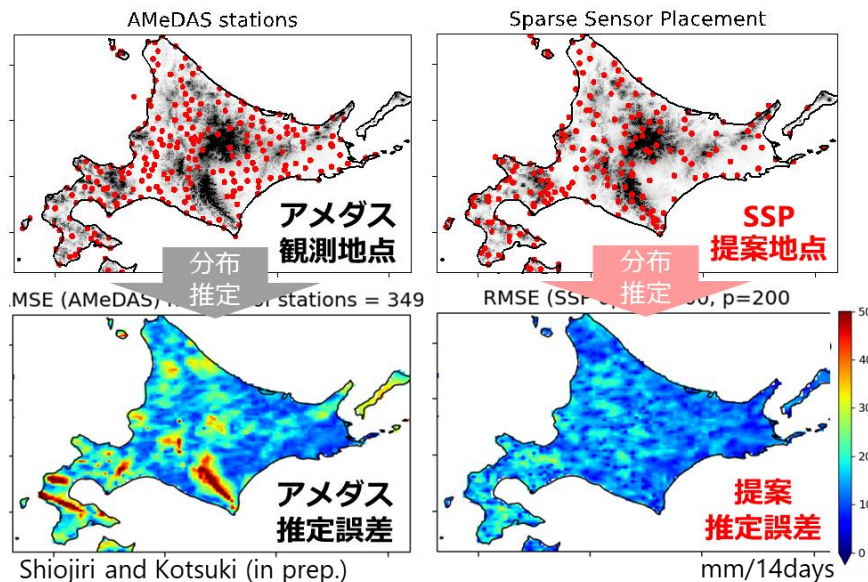 AMeDAS stations
Sparse Sensor Placement
アメダス
観測地点
SSP
提案地点
分布
推定
分布
推定
MSE (AMeDAS)
stations = 349
RMSE (SSP
p=200
50
40
30
20
10
0
アメダス
推定誤差
提案
推定誤差
Shiojiri and Kotsuki (in prep.)
mm/14days